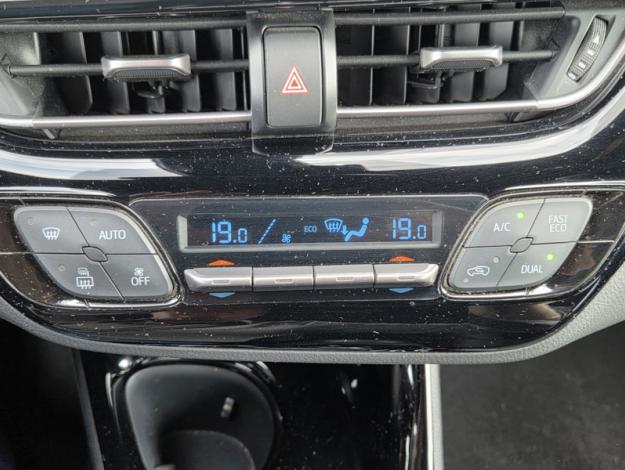 AUTO
OFF
19.0 ECO 19.0
A/C FAST
ECO
DUAL